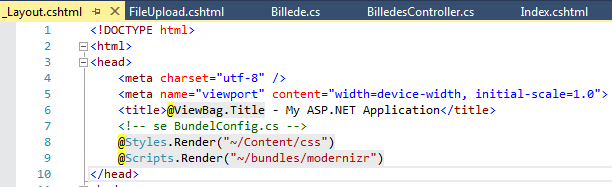 _Layout.cshtml FileUpload.cshtml Billede.cs BilledesController.cs Index.cshtml
1 <!DOCTYPE html>
2 <html>
3 <head>
4 <meta charset="utf-8" />
5 <meta name="viewport" content="width=device-width, initial-scale=1.0">
6 <title>@ViewBag.Title - My ASP.NET Application</title>
7 <!-- se BundelConfig.cs -->
8 @Styles.Render("~/Content/css")
9 @Scripts.Render("~/bundles/modernizr")
10 </head>